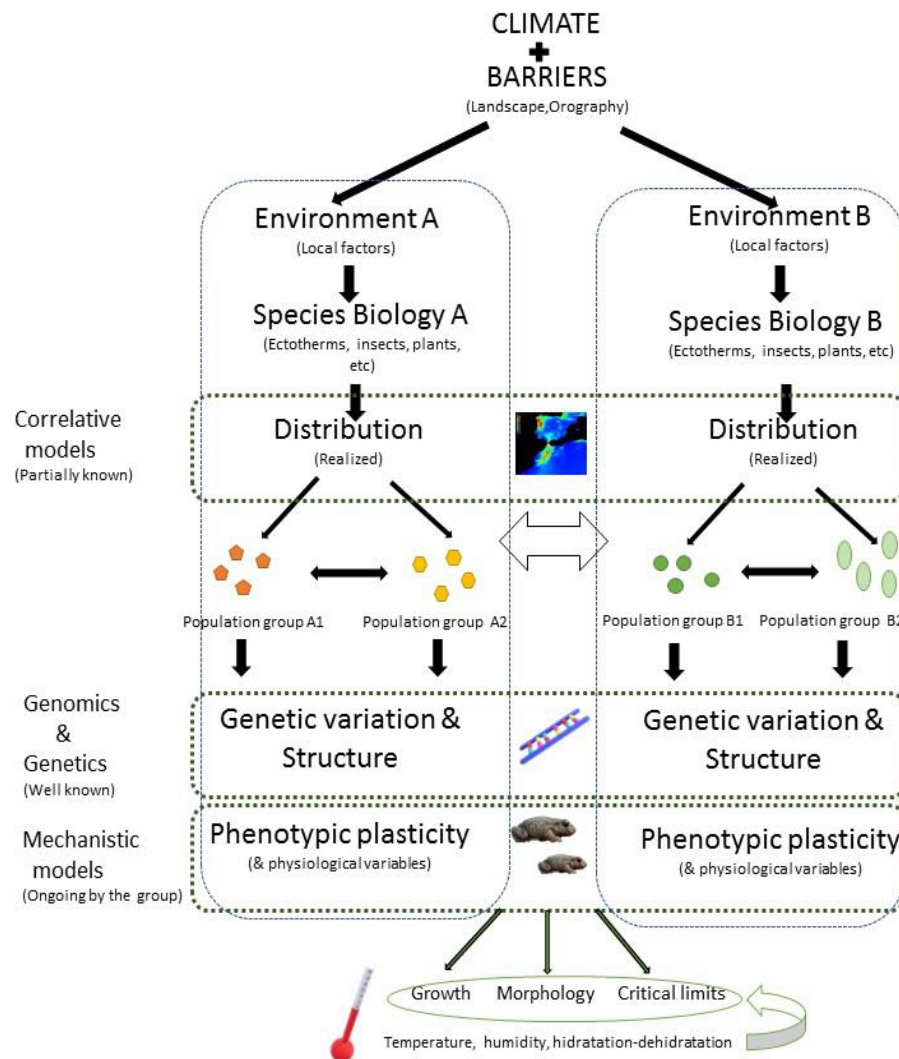 CLIMATE
+
BARRIERS
(Landscape,Orography)
Environment A
(Local factors)
Environment B
(Local factors)
Species Biology A
(Ectotherms, insects, plants,
etc)
Species Biology B
(Ectotherms, insects, plants, etc)
Correlative
models
(Partially known)
Distribution
(Realized)
Distribution
(Realized)
Population group A1
Population group A2
Population group B1
Population group B2
Genomics
&
Genetics
(Well known)
Genetic variation &
Structure
Genetic variation &
Structure
Mechanistic
models
(Ongoing by the group)
Phenotypic plasticity
(& physiological variables)
Phenotypic plasticity
(& physiological variables)
Growth Morphology Critical limits
Temperature, humidity, hidratation-dehidratation